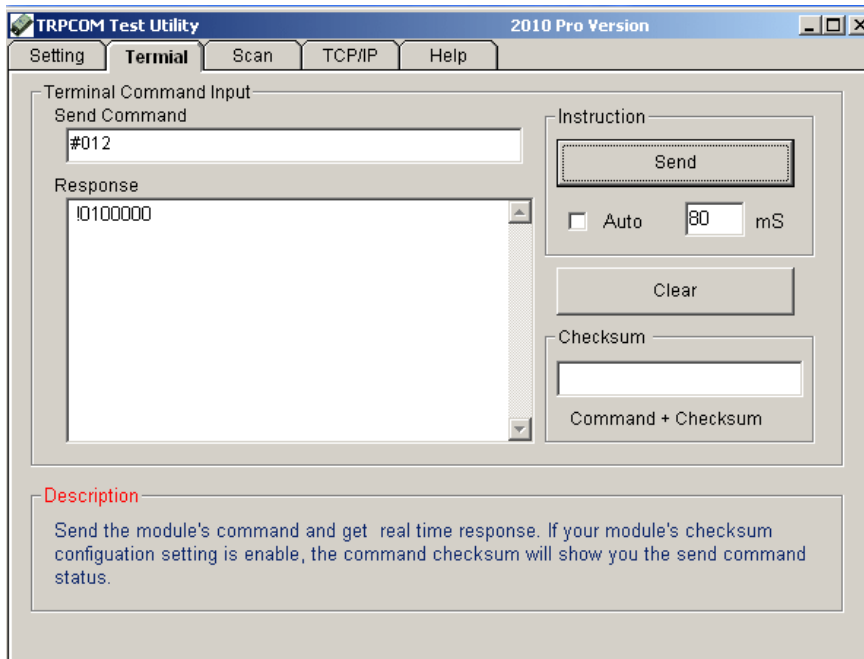 TRPCOM Test Utility 2010 Pro Version
Setting Termial Scan TCP/IP Help
Terminal Command Input
Send Command
#012
Response
!0100000
Instruction
Send
Auto 80 mS
Clear
Checksum
Command + Checksum
Description
Send the module's command and get real time response. If your module's checksum
configuation setting is enable, the command checksum will show you the send command
status.